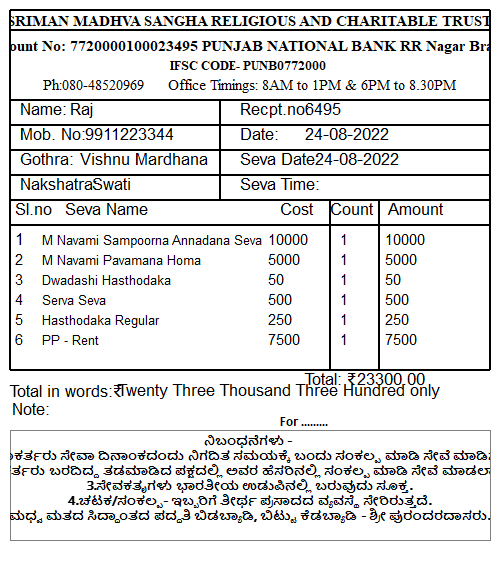 SRIMAN MADHVA SANGHA RELIGIOUS AND CHARITABLE TRUST
ount No: 7720000100023495 PUNJAB NATIONAL BANK RR Nagar Bra
IFSC CODE- PUNB0772000
Ph:080-48520969 Office Timings: 8AM to 1PM & 6PM to 8.30PM
Name: Raj Recpt.no6495
Mob. No:9911223344 Date: 24-08-2022
Gothra: Vishnu Mardhana Seva Date24-08-2022
NakshatraSwati Seva Time:
Sl.no Seva Name Cost Count Amount
1 M Navami Sampoorna Annadana Seva 10000 1 10000
2 M Navami Pavamana Homa 5000 1 5000
3 Dwadashi Hasthodaka 50 1 50
4 Serva Seva 500 1 500
5 Hasthodaka Regular 250 1 250
6 PP - Rent 7500 1 7500
Total: ₹23300.00
Total in words:₹Twenty Three Thousand Three Hundred only
Note:
For .........
ನಿಬಂಧನೆಗಳು -
ಕರ್ತರು ಸೇವಾ ದಿನಾಂಕದಂದು ನಿಗದಿತ ಸಮಯಕ್ಕೆ ಬಂದು ಸಂಕಲ್ಪ ಮಾಡಿ ಸೇವೆ ಮಾಡಿ
ರ್ತರು ಬರದಿದ್ದ ತಡಮಾಡಿದ ಪಕ್ಷದಲ್ಲಿ ಅವರ ಹೆಸರಿನಲ್ಲಿ ಸಂಕಲ್ಪ ಮಾಡಿ ಸೇವೆ ಮಾಡಲಾ
3.ಸೇವಕರ್ತೃಗಳು ಭಾರತೀಯ ಉಡುಪಿನಲ್ಲಿ ಬರುವುದು ಸೂಕ್ತ.
4.ಚಟಕ/ಸಂಕಲ್ಪ- ಇಬ್ಬರಿಗೆ ತೀರ್ಥ ಪ್ರಸಾದದ ವ್ಯವಸ್ಥೆ ಸೇರಿರುತ್ತದೆ.
ಮಧ್ವ ಮತದ ಸಿದ್ಧಾಂತದ ಪದ್ಧತಿ ಬಿಡಬ್ಯಾಡಿ, ಬಿಟ್ಟು ಕೆಡಬ್ಯಾಡಿ - ಶ್ರೀ ಪುರಂದರದಾಸರು.